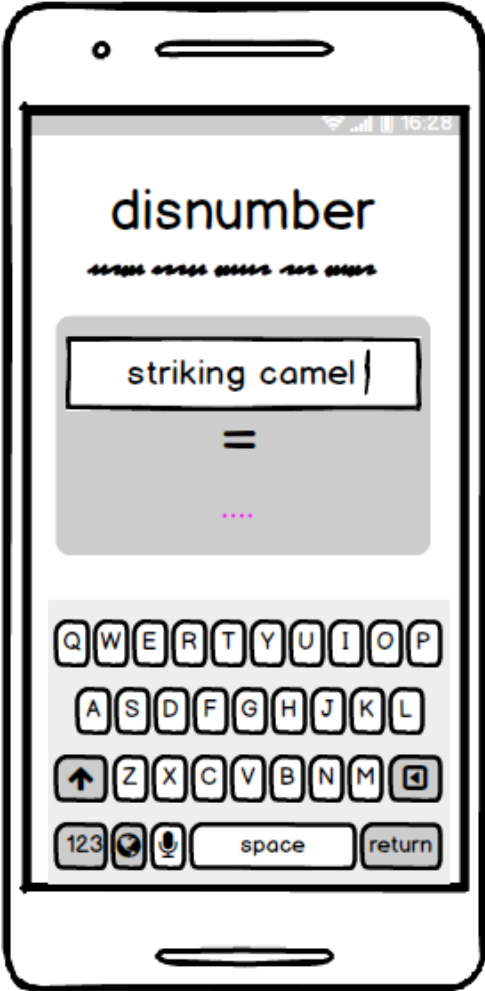 16:28
disnumber
striking camel
=
....
Q W E R T Y U I O P
A S D F G H J K L
Z X C V B N M
123 space return